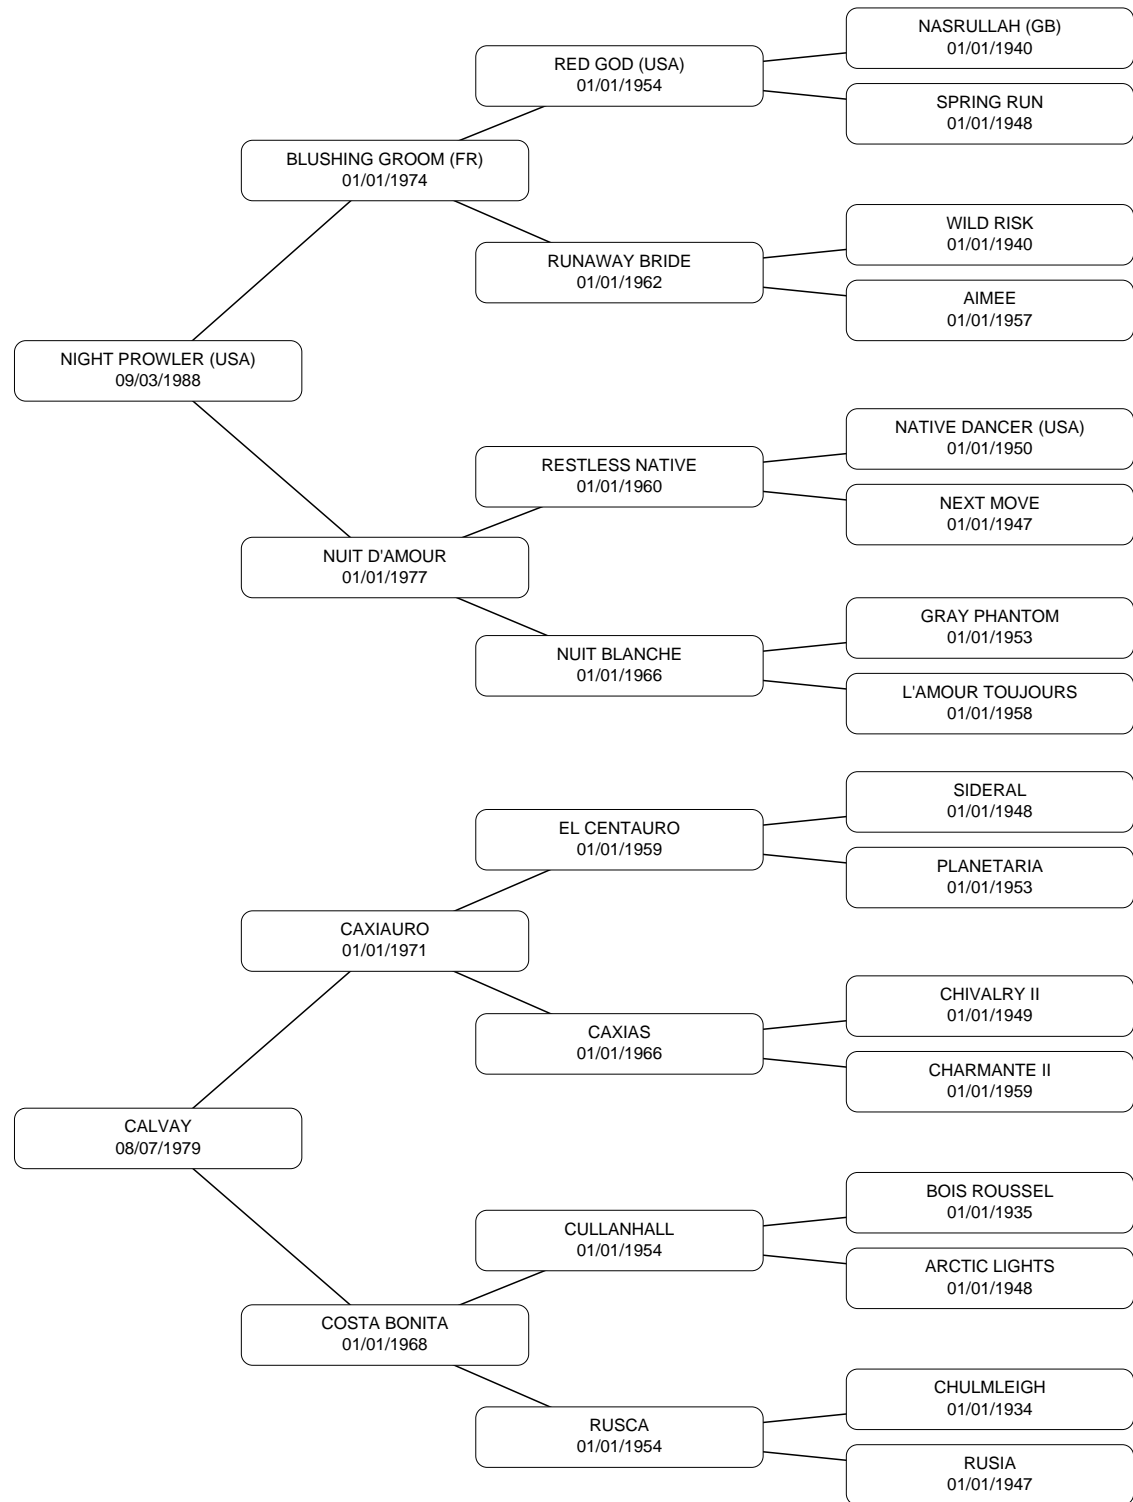 NASRULLAH (GB)
01/01/1940
RED GOD (USA)
01/01/1954
SPRING RUN
01/01/1948
BLUSHING GROOM (FR)
01/01/1974
WILD RISK
01/01/1940
RUNAWAY BRIDE
01/01/1962
AIMEE
01/01/1957
NIGHT PROWLER (USA)
09/03/1988
NATIVE DANCER (USA)
01/01/1950
RESTLESS NATIVE
01/01/1960
NEXT MOVE
01/01/1947
NUIT D'AMOUR
01/01/1977
GRAY PHANTOM
01/01/1953
NUIT BLANCHE
01/01/1966
L'AMOUR TOUJOURS
01/01/1958
SIDERAL
01/01/1948
EL CENTAURO
01/01/1959
PLANETARIA
01/01/1953
CAXIAURO
01/01/1971
CHIVALRY II
01/01/1949
CAXIAS
01/01/1966
CHARMANTE II
01/01/1959
CALVAY
08/07/1979
BOIS ROUSSEL
01/01/1935
CULLANHALL
01/01/1954
ARCTIC LIGHTS
01/01/1948
COSTA BONITA
01/01/1968
CHULMLEIGH
01/01/1934
RUSCA
01/01/1954
RUSIA
01/01/1947